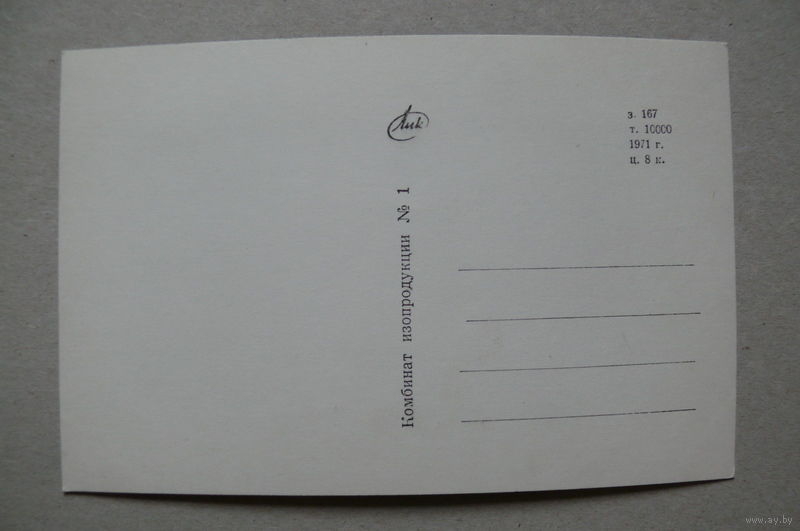 Лик
з. 167
т. 10000
1971 г.
ц. 8 к.
Комбинат изопродукции № 1
www.ay.by